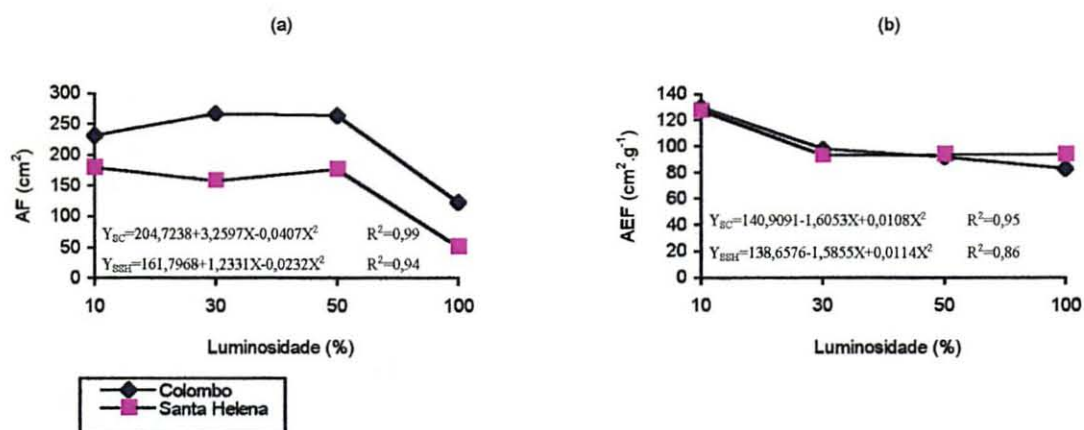 (a)
AF (cm²)
300
250
200
150
100
50
0
Y_SC=204,7238+3,2597X-0,0407X² R²=0,99
Y_SSH=161,7968+1,2331X-0,0232X² R²=0,94
10 30 50 100
Luminosidade (%)
Colombo
Santa Helena
(b)
AEF (cm².g⁻¹)
140
120
100
80
60
40
20
0
Y_SC=140,9091-1,6053X+0,0108X² R²=0,95
Y_SSH=138,6576-1,5855X+0,0114X² R²=0,86
10 30 50 100
Luminosidade (%)